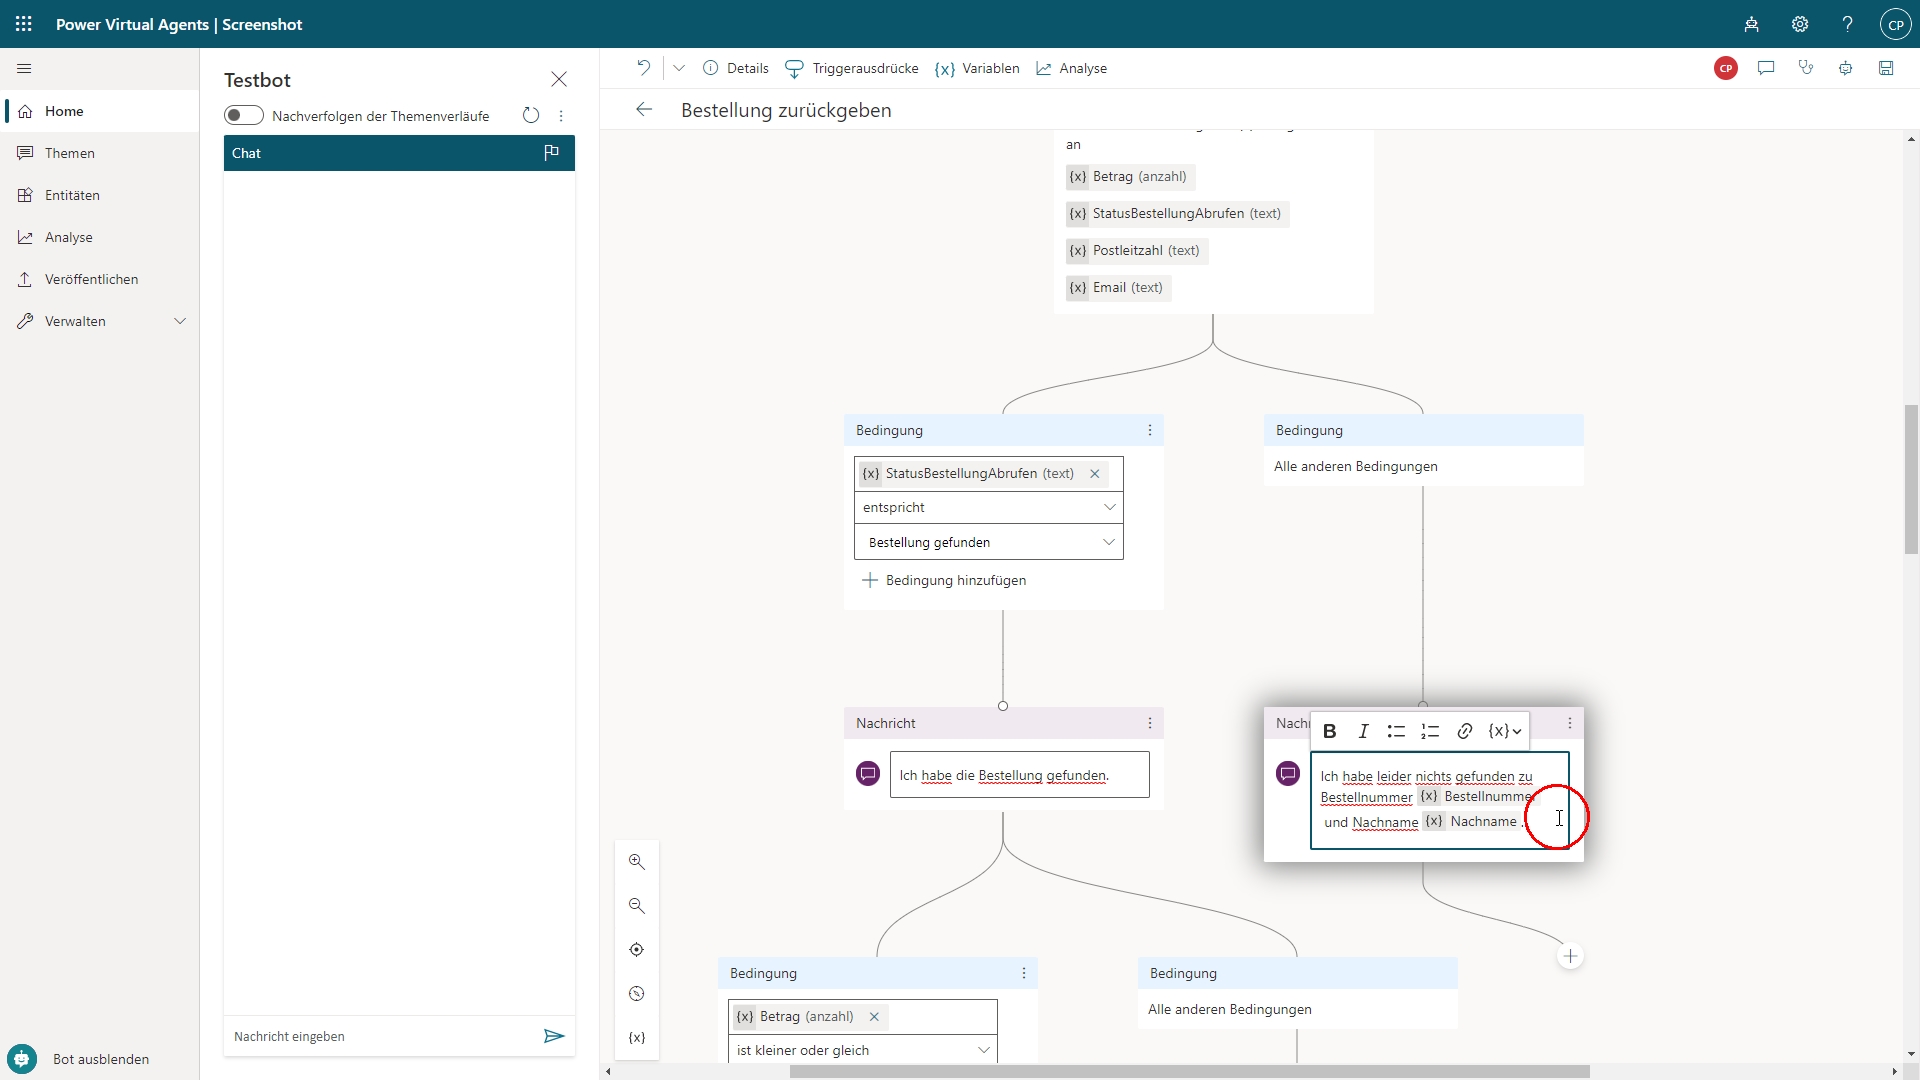 Power Virtual Agents | Screenshot
CP
Home
Themen
Entitäten
Analyse
Veröffentlichen
Verwalten
Bot ausblenden
Testbot
Nachverfolgen der Themenverläufe
Chat
Nachricht eingeben
Details
Triggerausdrücke
{x} Variablen
Analyse
CP
Bestellung zurückgeben
an
{x} Betrag (anzahl)
{x} StatusBestellungAbrufen (text)
{x} Postleitzahl (text)
{x} Email (text)
Bedingung
{x} StatusBestellungAbrufen (text)
entspricht
Bestellung gefunden
Bedingung hinzufügen
Bedingung
Alle anderen Bedingungen
Nachricht
Ich habe die Bestellung gefunden.
B I {x}
Ich habe leider nichts gefunden zu
Bestellnummer {x} Bestellnummer
und Nachname {x} Nachname .
{x}
Bedingung
{x} Betrag (anzahl)
ist kleiner oder gleich
Bedingung
Alle anderen Bedingungen